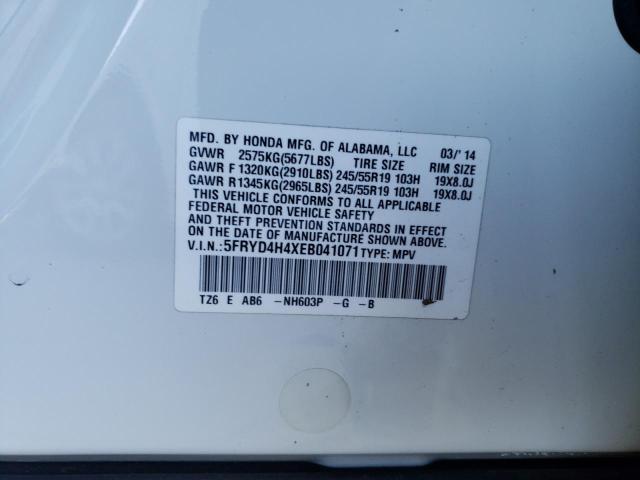 MFD. BY HONDA MFG. OF ALABAMA, LLC 03/'14
GVWR 2575KG(5677LBS) TIRE SIZE RIM SIZE
GAWR F 1320KG(2910LBS) 245/55R19 103H 19X8.0J
GAWR R1345KG(2965LBS) 245/55R19 103H 19X8.0J
THIS VEHICLE CONFORMS TO ALL APPLICABLE
FEDERAL MOTOR VEHICLE SAFETY
AND THEFT PREVENTION STANDARDS IN EFFECT
ON THE DATE OF MANUFACTURE SHOWN ABOVE.
V.I.N.: 5FRYD4H4XEB041071 TYPE: MPV
TZ6 E AB6 -NH603P -G -B